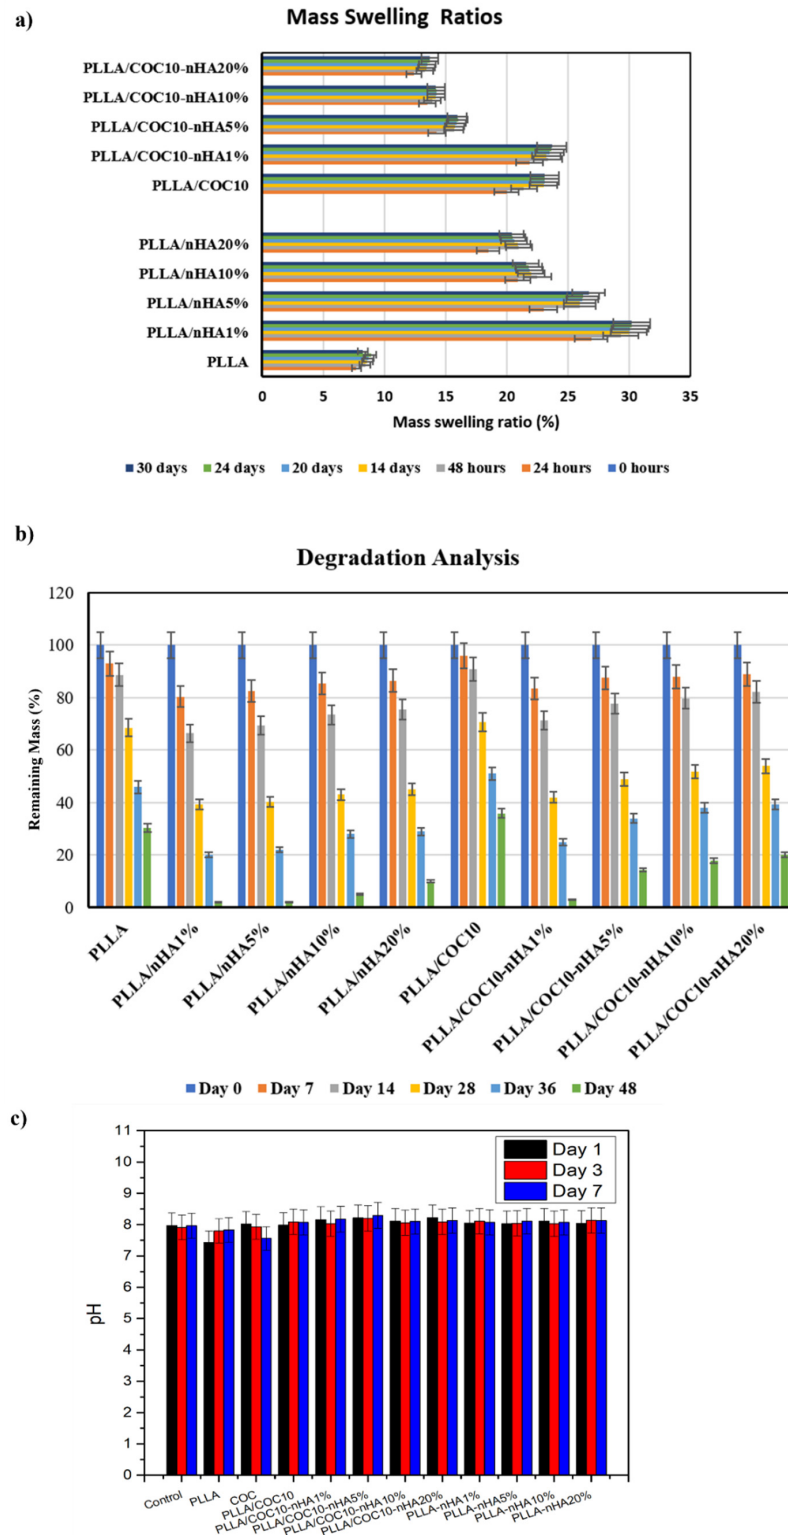 a)
Mass Swelling Ratios
PLLA/COC10-nHA20%
PLLA/COC10-nHA10%
PLLA/COC10-nHA5%
PLLA/COC10-nHA1%
PLLA/COC10
PLLA/nHA20%
PLLA/nHA10%
PLLA/nHA5%
PLLA/nHA1%
PLLA
0 5 10 15 20 25 30 35
Mass swelling ratio (%)
30 days 24 days 20 days 14 days 48 hours 24 hours 0 hours
b)
Degradation Analysis
Remaining Mass (%)
120
100
80
60
40
20
0
PLLA
PLLA/nHA1%
PLLA/nHA5%
PLLA/nHA10%
PLLA/nHA20%
PLLA/COC10
PLLA/COC10-nHA1%
PLLA/COC10-nHA5%
PLLA/COC10-nHA10%
PLLA/COC10-nHA20%
Day 0 Day 7 Day 14 Day 28 Day 36 Day 48
c)
pH
11
10
9
8
7
6
5
4
3
2
1
0
Day 1
Day 3
Day 7
Control
PLLA
COC
PLLA/COC10
PLLA/COC10-nHA1%
PLLA/COC10-nHA5%
PLLA/COC10-nHA10%
PLLA/COC10-nHA20%
PLLA-nHA1%
PLLA-nHA5%
PLLA-nHA10%
PLLA-nHA20%